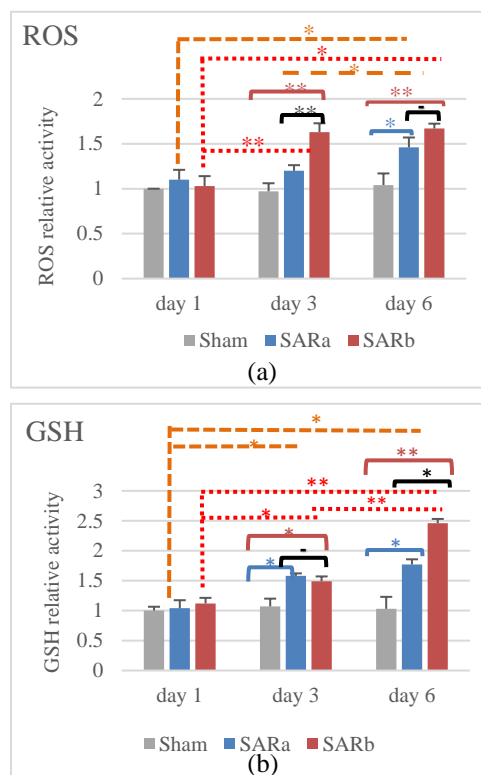 ROS
*
*
*
** ** **
* -
**
2
1.5
1
0.5
0
ROS relative activity
day 1 day 3 day 6
Sham SARa SARb
(a)
GSH
*
*
**
*
**
**
* *
-
* *
3
2.5
2
1.5
1
0.5
0
GSH relative activity
day 1 day 3 day 6
Sham SARa SARb
(b)